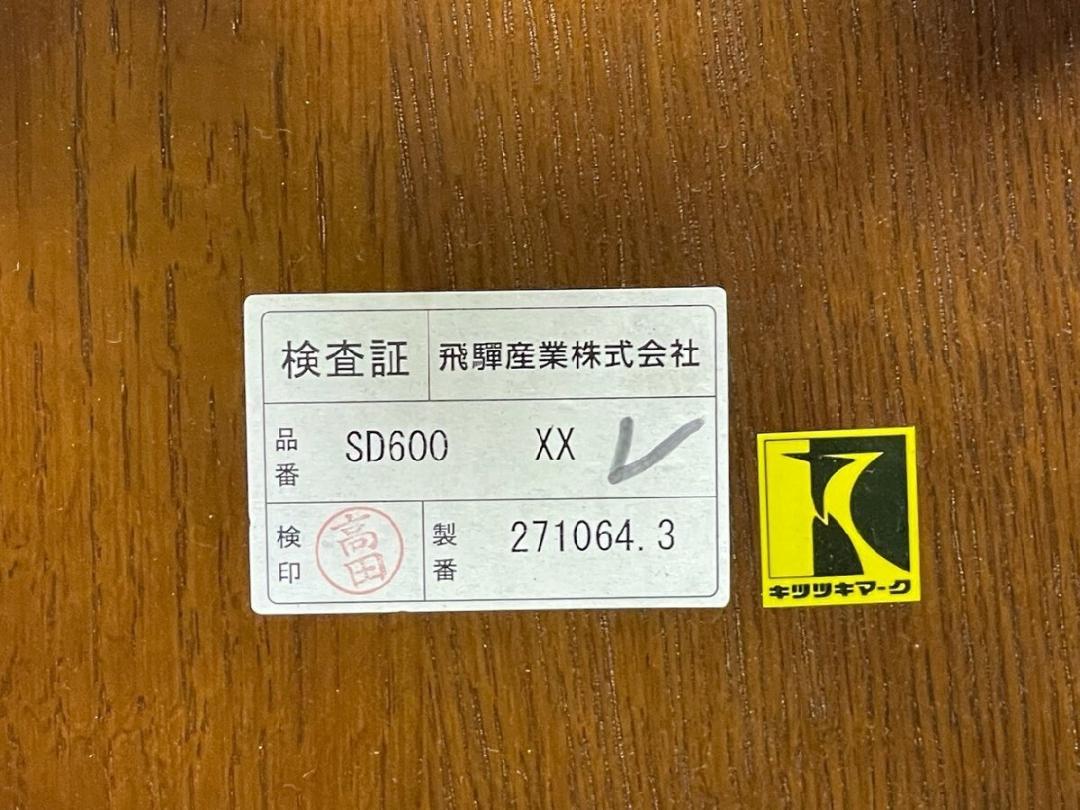 検査証 飛驒産業株式会社
品番 SD600 XX
検印 高田 製番 271064.3
キツツキマーク